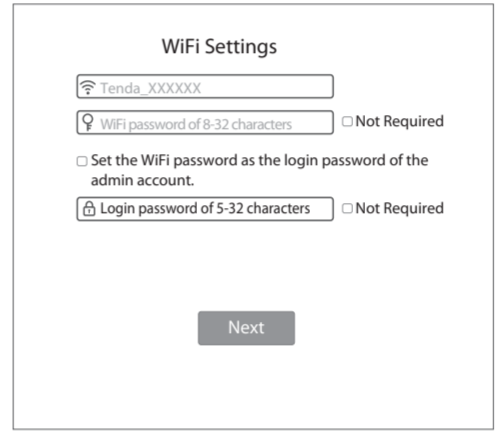 WiFi Settings
Tenda_XXXXXX
WiFi password of 8-32 characters Not Required
Set the WiFi password as the login password of the
admin account.
Login password of 5-32 characters Not Required
Next